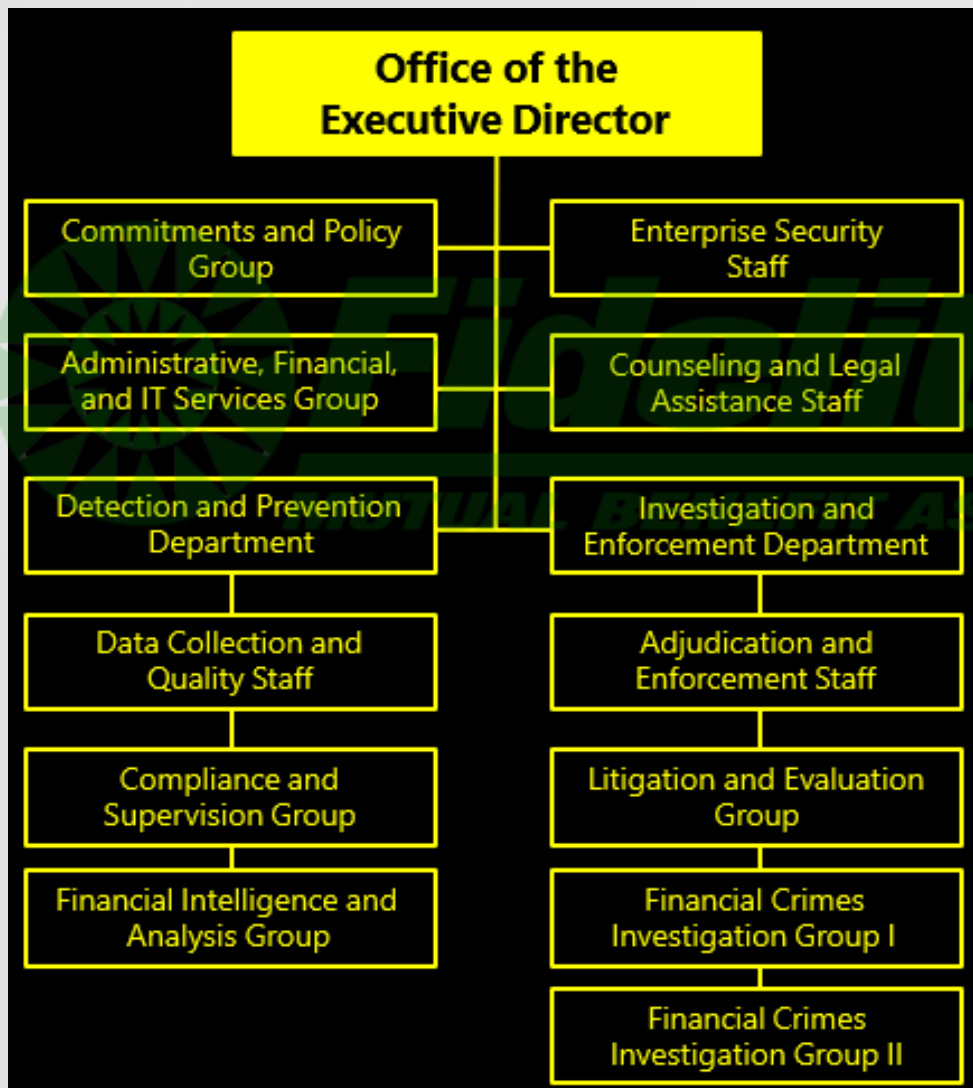 Office of the
Executive Director
Commitments and Policy
Group
Enterprise Security
Staff
Administrative, Financial,
and IT Services Group
Counseling and Legal
Assistance Staff
Detection and Prevention
Department
Investigation and
Enforcement Department
Data Collection and
Quality Staff
Adjudication and
Enforcement Staff
Compliance and
Supervision Group
Litigation and Evaluation
Group
Financial Intelligence and
Analysis Group
Financial Crimes
Investigation Group I
Financial Crimes
Investigation Group II
MUTUAL BENEFIT